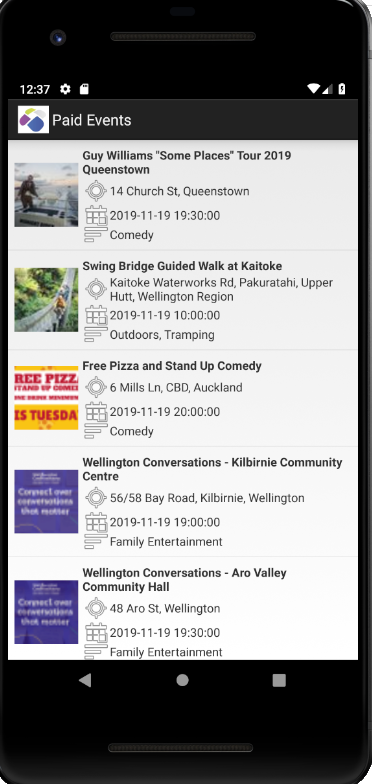 12:37
Paid Events
Guy Williams "Some Places" Tour 2019
Queenstown
14 Church St, Queenstown
2019-11-19 19:30:00
Comedy
Swing Bridge Guided Walk at Kaitoke
Kaitoke Waterworks Rd, Pakuratahi, Upper
Hutt, Wellington Region
2019-11-19 10:00:00
Outdoors, Tramping
REE PIZZ
STAND UP COME
ONE DRINK MINIMUM
IS TUESDA
Free Pizza and Stand Up Comedy
6 Mills Ln, CBD, Auckland
2019-11-19 20:00:00
Comedy
Connect over
conversations
that matter
Wellington Conversations - Kilbirnie Community
Centre
56/58 Bay Road, Kilbirnie, Wellington
2019-11-19 19:00:00
Family Entertainment
Connect over
conversations
that matter
Wellington Conversations - Aro Valley
Community Hall
48 Aro St, Wellington
2019-11-19 19:30:00
Family Entertainment